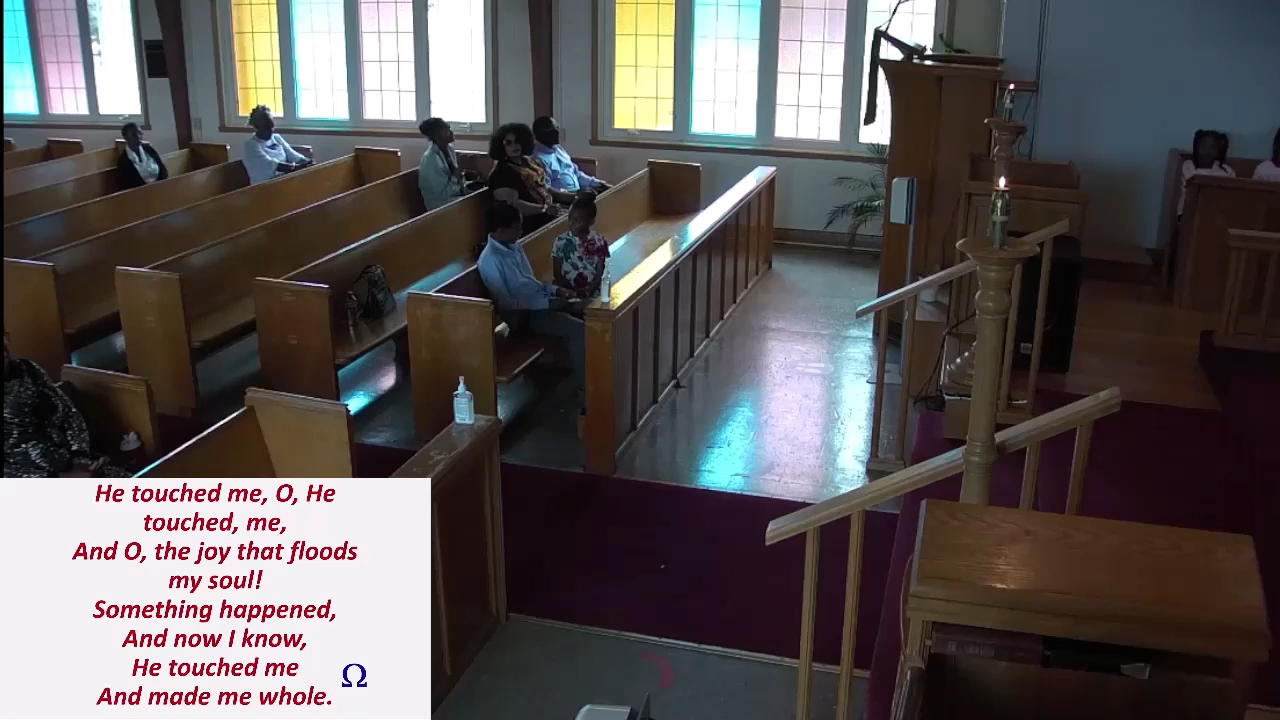 He touched me, O, He
touched, me,
And O, the joy that floods
my soul!
Something happened,
And now I know,
He touched me
And made me whole. Ω